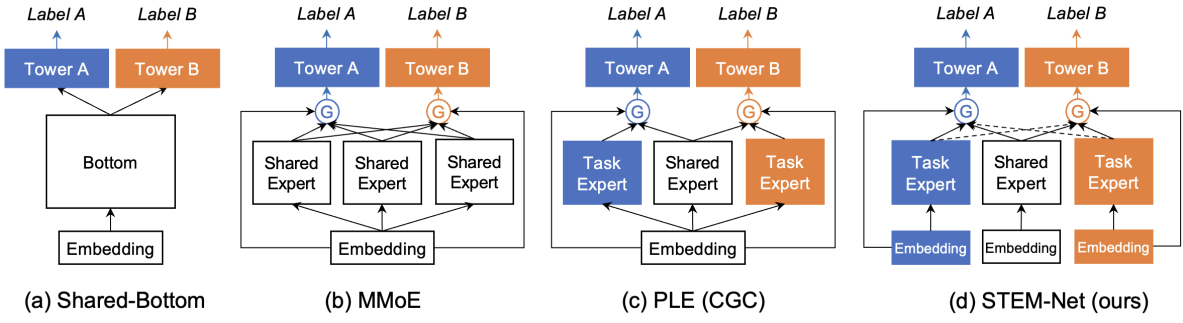 Label A
Label B
Label A
Label B
Label A
Label B
Label A
Label B
Tower A
Tower B
Tower A
Tower B
Tower A
Tower B
Tower A
Tower B
G
G
G
G
G
G
Bottom
Shared
Expert
Shared
Expert
Shared
Expert
Task
Expert
Shared
Expert
Task
Expert
Task
Expert
Shared
Expert
Task
Expert
Embedding
Embedding
Embedding
Embedding
Embedding
Embedding
(a) Shared-Bottom
(b) MMoE
(c) PLE (CGC)
(d) STEM-Net (ours)